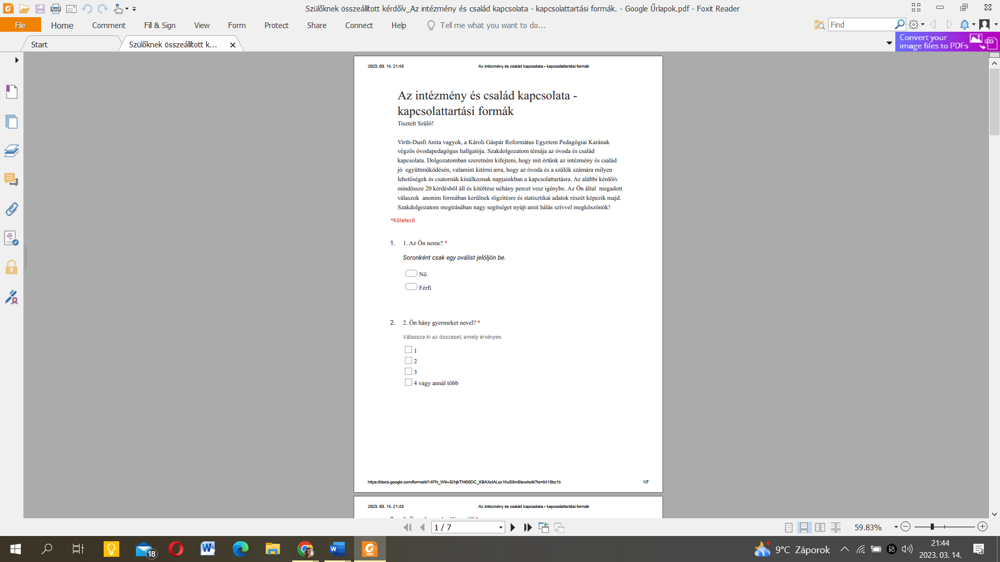 Szülőknek összeállított kérdőív_Az intézmény és család kapcsolata - kapcsolattartási formák. - Google Űrlapok.pdf - Foxit Reader
File Home Comment Fill & Sign View Form Protect Share Connect Help Tell me what you want to do... Find
Start Szülőknek összeállított k... Convert your
image files to PDFs
2023. 03. 14. 21:43 Az intézmény és család kapcsolata - kapcsolattartási formák
Az intézmény és család kapcsolata -
kapcsolattartási formák
Tisztelt Szülő!
Virth-Dusfi Anita vagyok, a Károli Gáspár Református Egyetem Pedagógiai Karának
végzős óvodapedagógus hallgatója. Szakdolgozatom témája az óvoda és család
kapcsolata. Dolgozatomban szeretném kifejteni, hogy mit értünk az intézmény és család
jó együttműködésén, valamint kitérni arra, hogy az óvoda és a szülők számára milyen
lehetőségek és csatornák kínálkoznak napjainkban a kapcsolattartásra. Az alábbi kérdőív
mindössze 20 kérdésből áll és kitöltése néhány percet vesz igénybe. Az Ön által megadott
válaszok anonim formában kerülnek rögzítésre és statisztikai adatok részét képezik majd.
Szakdolgozatom megírásában nagy segítséget nyújt amit hálás szívvel megköszönök!
*Kötelező
1. 1. Az Ön neme? *
Soronként csak egy oválist jelöljön be.
Nő
Férfi
2. 2. Ön hány gyermeket nevel? *
Válassza ki az összeset, amely érvényes.
1
2
3
4 vagy annál több
https://docs.google.com/forms/d/14PN_W9--32hjkTNt50DC_tI3IAXcIALsx16uS9mBtow/edit?ts=6410bc1b 1/7
2023. 03. 14. 21:43 Az intézmény és család kapcsolata - kapcsolattartási formák
1 / 7 59.83%
18 9°C Záporok 21:44
2023. 03. 14.